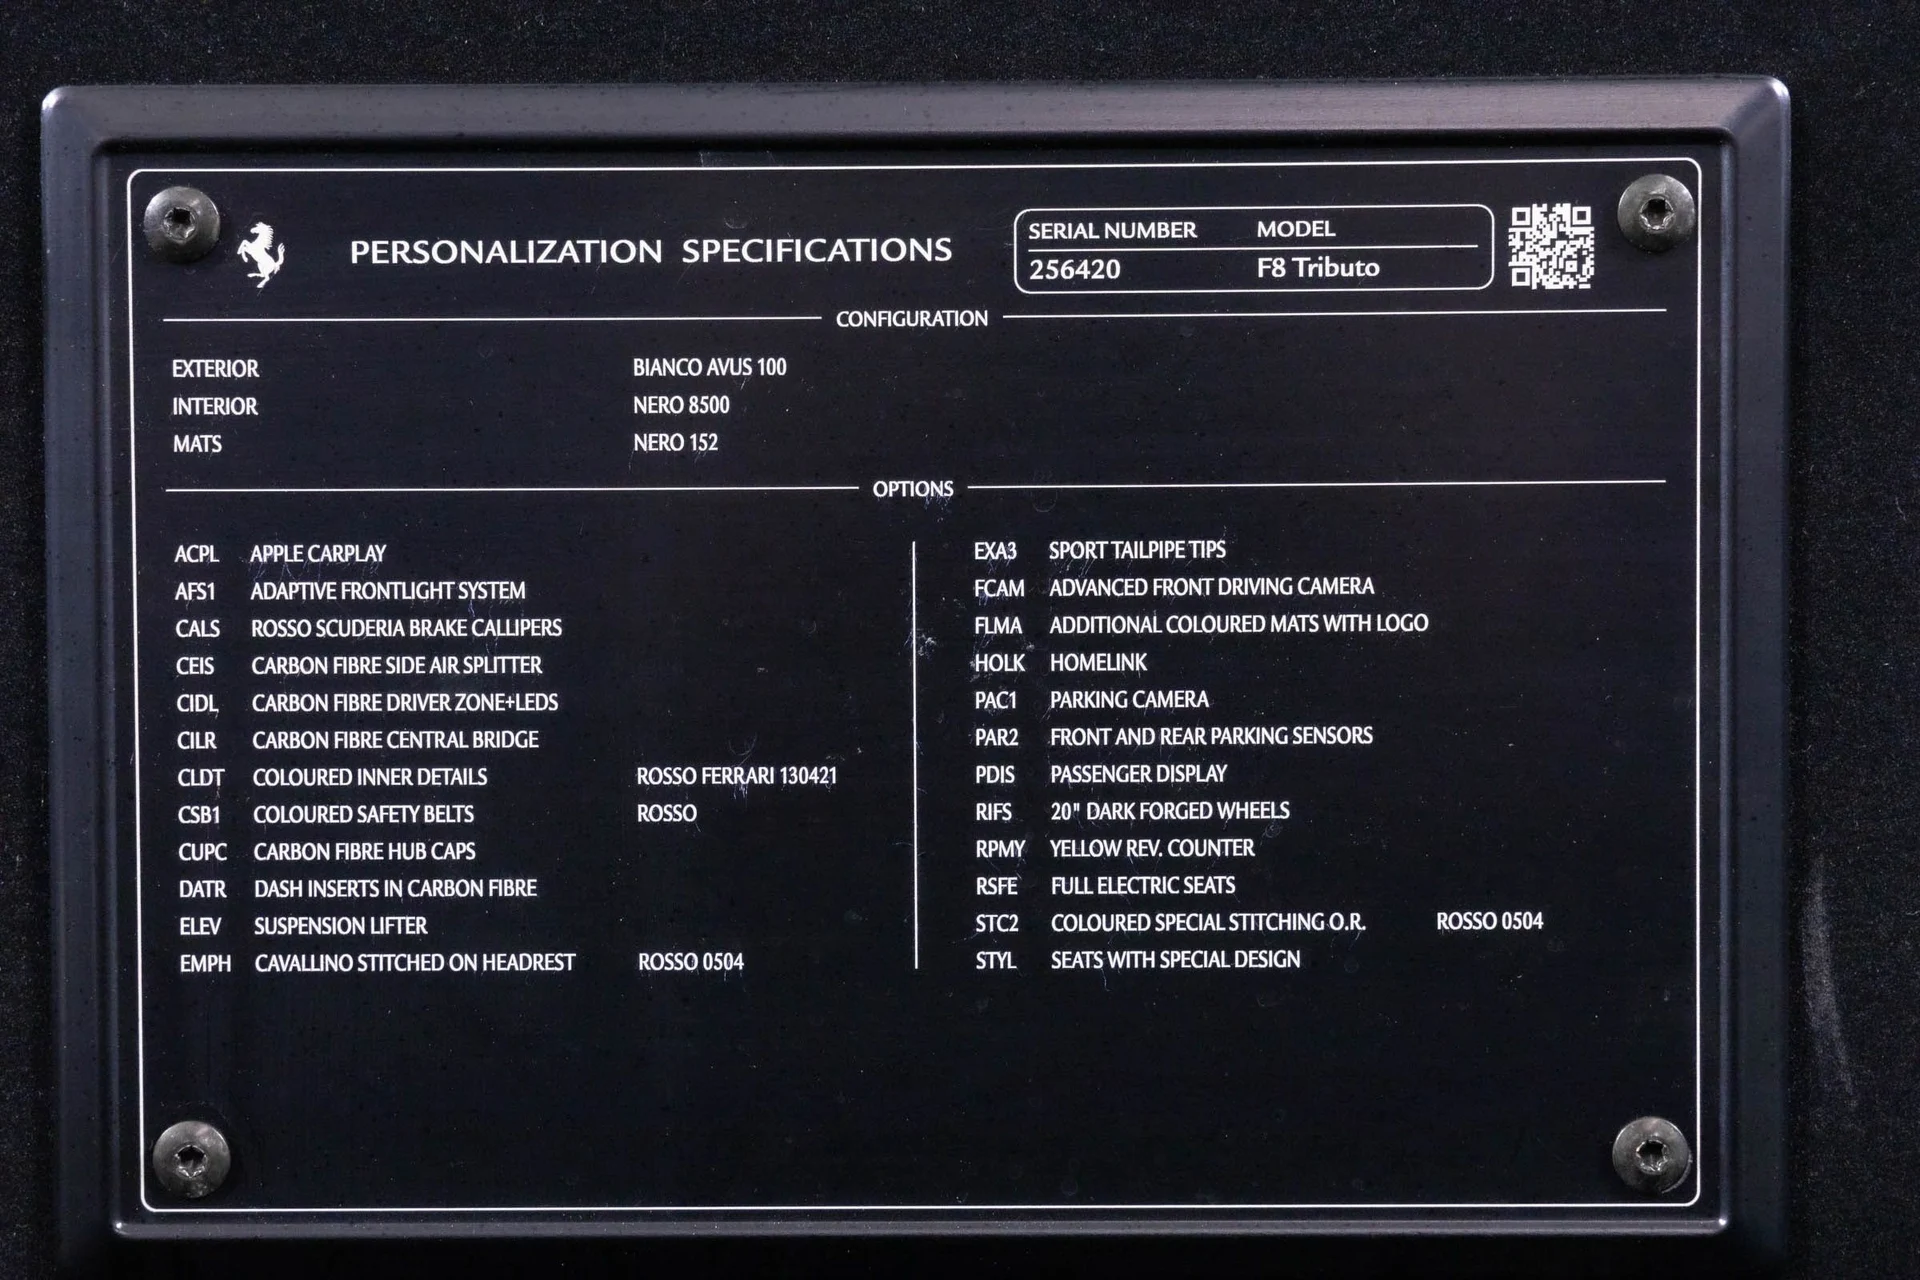 PERSONALIZATION SPECIFICATIONS
SERIAL NUMBER MODEL
256420 F8 Tributo
CONFIGURATION
EXTERIOR BIANCO AVUS 100
INTERIOR NERO 8500
MATS NERO 152
OPTIONS
ACPL APPLE CARPLAY
AFS1 ADAPTIVE FRONTLIGHT SYSTEM
CALS ROSSO SCUDERIA BRAKE CALLIPERS
CEIS CARBON FIBRE SIDE AIR SPLITTER
CIDL CARBON FIBRE DRIVER ZONE+LEDS
CILR CARBON FIBRE CENTRAL BRIDGE
CLDT COLOURED INNER DETAILS ROSSO FERRARI 130421
CSB1 COLOURED SAFETY BELTS ROSSO
CUPC CARBON FIBRE HUB CAPS
DATR DASH INSERTS IN CARBON FIBRE
ELEV SUSPENSION LIFTER
EMPH CAVALLINO STITCHED ON HEADREST ROSSO 0504
EXA3 SPORT TAILPIPE TIPS
FCAM ADVANCED FRONT DRIVING CAMERA
FLMA ADDITIONAL COLOURED MATS WITH LOGO
HOLK HOMELINK
PAC1 PARKING CAMERA
PAR2 FRONT AND REAR PARKING SENSORS
PDIS PASSENGER DISPLAY
RIFS 20" DARK FORGED WHEELS
RPMY YELLOW REV. COUNTER
RSFE FULL ELECTRIC SEATS
STC2 COLOURED SPECIAL STITCHING O.R. ROSSO 0504
STYL SEATS WITH SPECIAL DESIGN